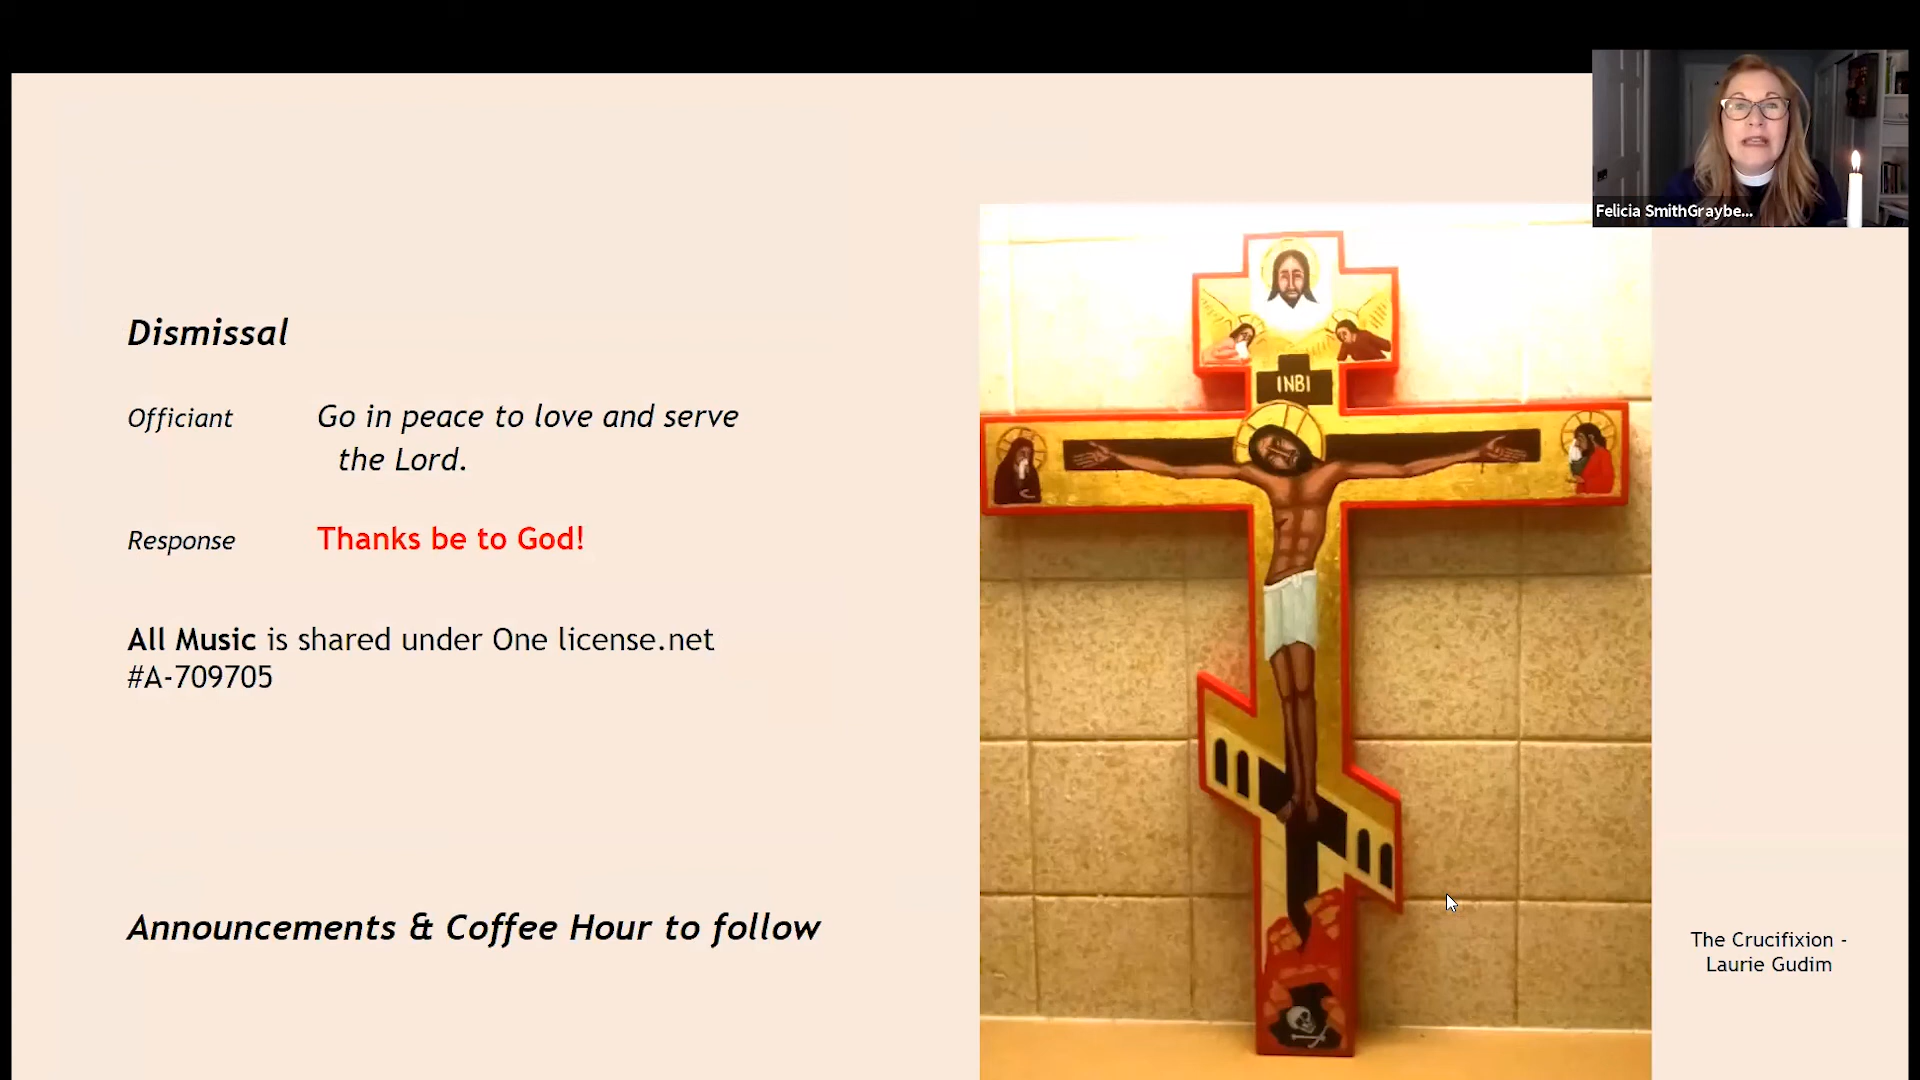 Felicia SmithGraybe...
Dismissal
Officiant Go in peace to love and serve
the Lord.
Response Thanks be to God!
All Music is shared under One license.net
#A-709705
Announcements & Coffee Hour to follow
INBI
The Crucifixion -
Laurie Gudim